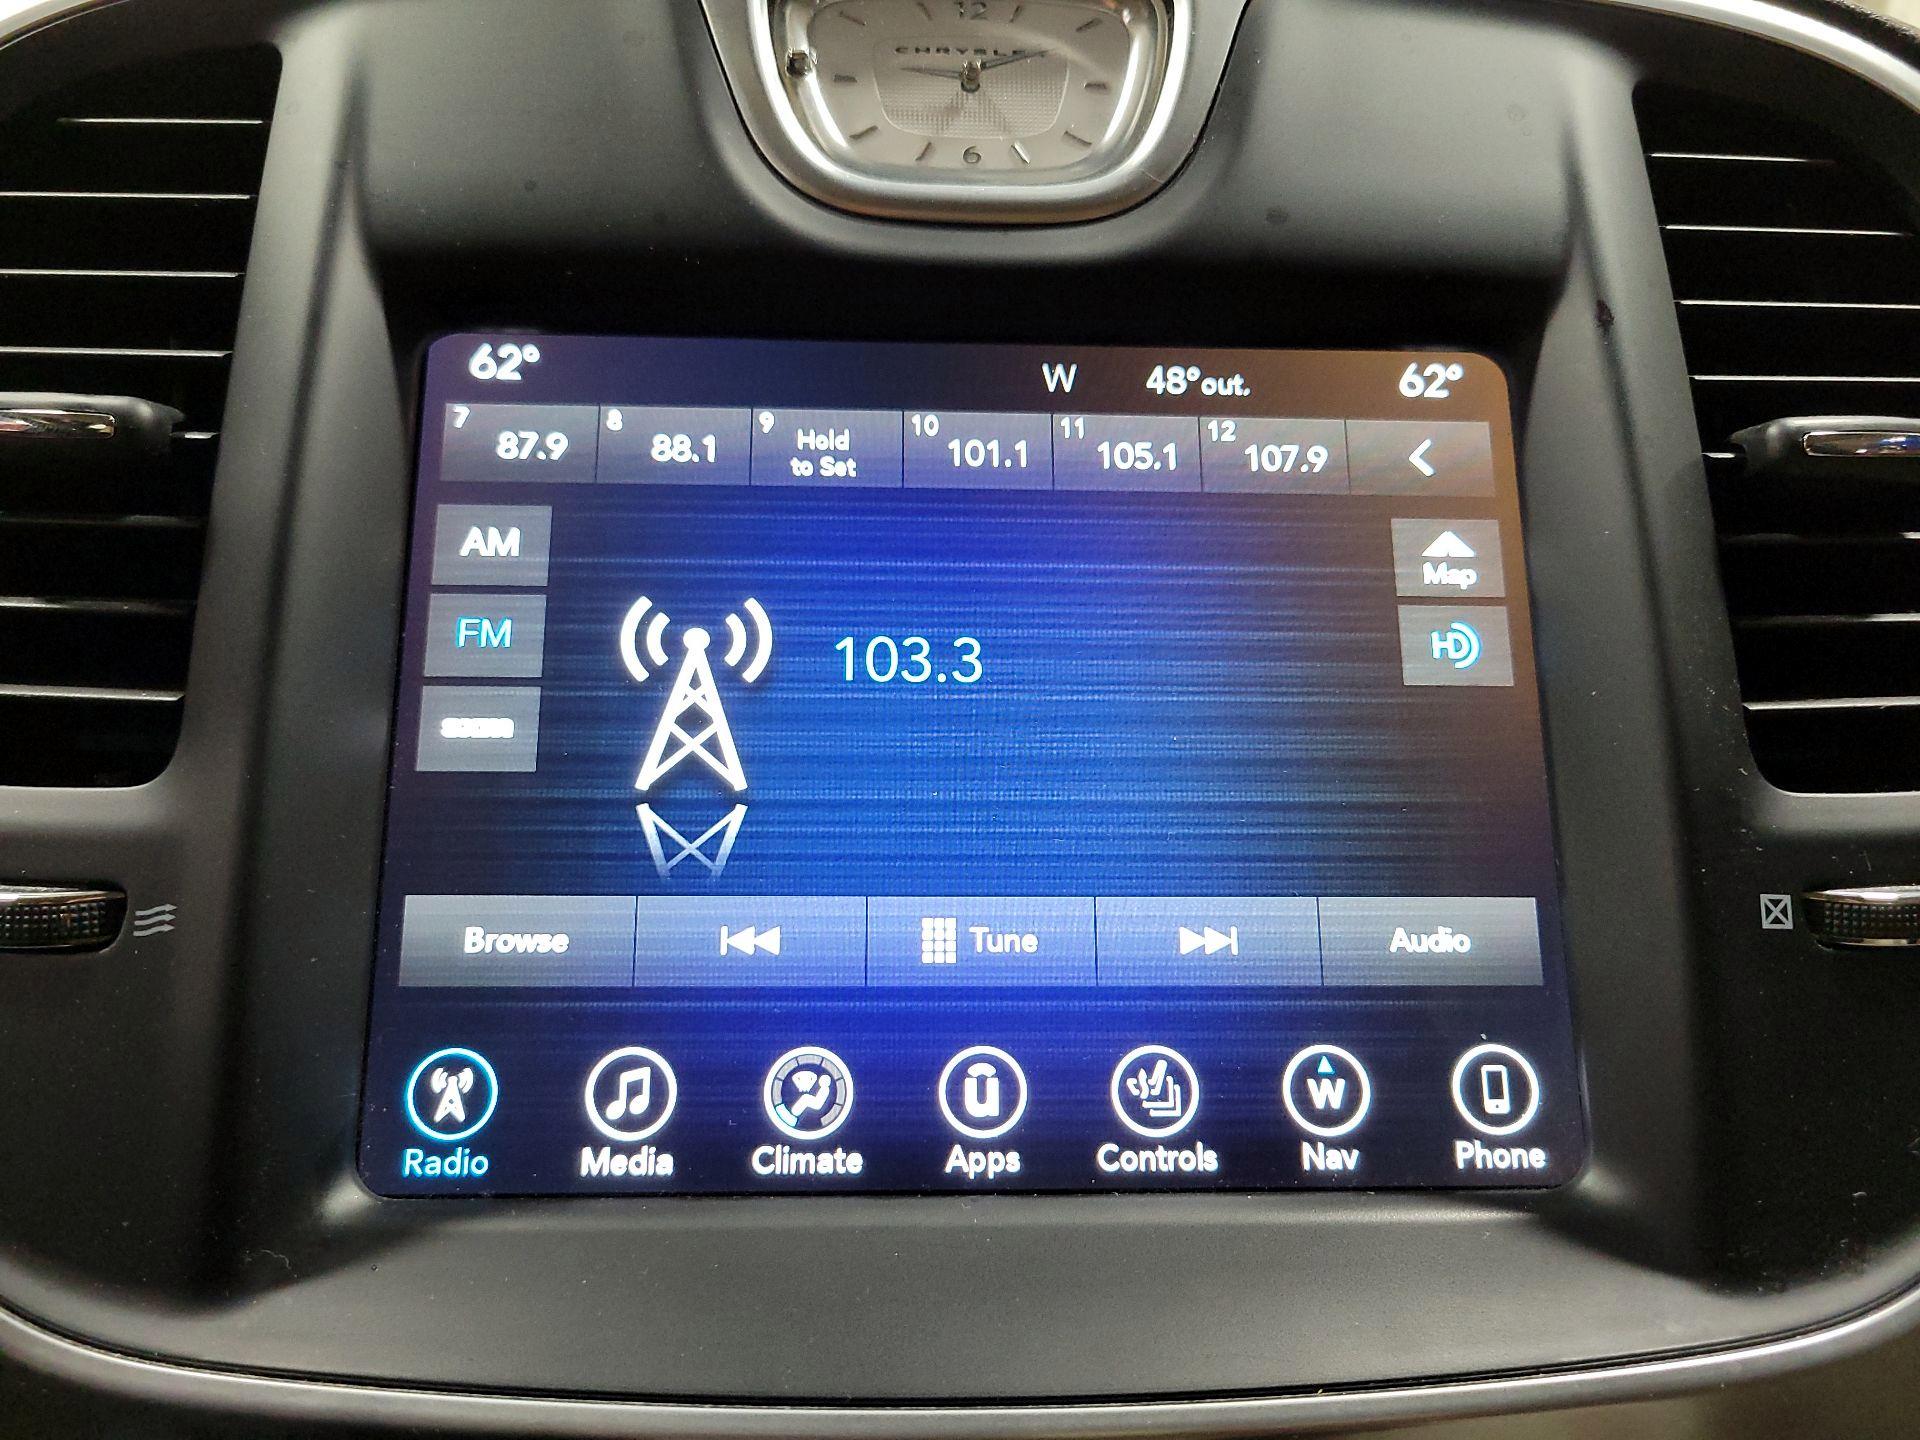 12
CHRYSLER
6
62° W 48° out. 62°
7 87.9 8 88.1 9 Hold to Set 10 101.1 11 105.1 12 107.9 <
AM
Map
FM
HD
103.3
Browse Tune Audio
u W
Radio Media Climate Apps Controls Nav Phone